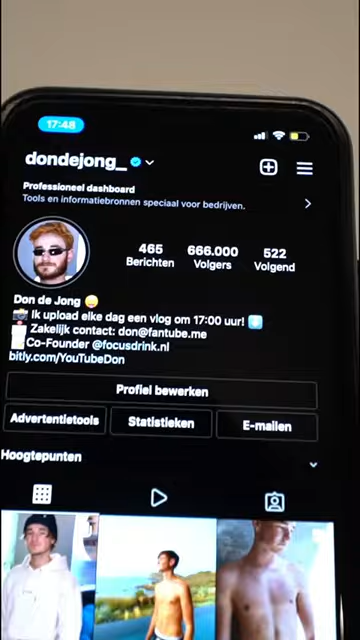 17:48
dondejong_
Professioneel dashboard
Tools en informatiebronnen speciaal voor bedrijven.
465 666.000 522
Berichten Volgers Volgend
Don de Jong
Ik upload elke dag een vlog om 17:00 uur!
Zakelijk contact: don@fantube.me
Co-Founder @focusdrink.nl
bitly.com/YouTubeDon
Profiel bewerken
Advertentietools Statistieken E-mailen
Hoogtepunten